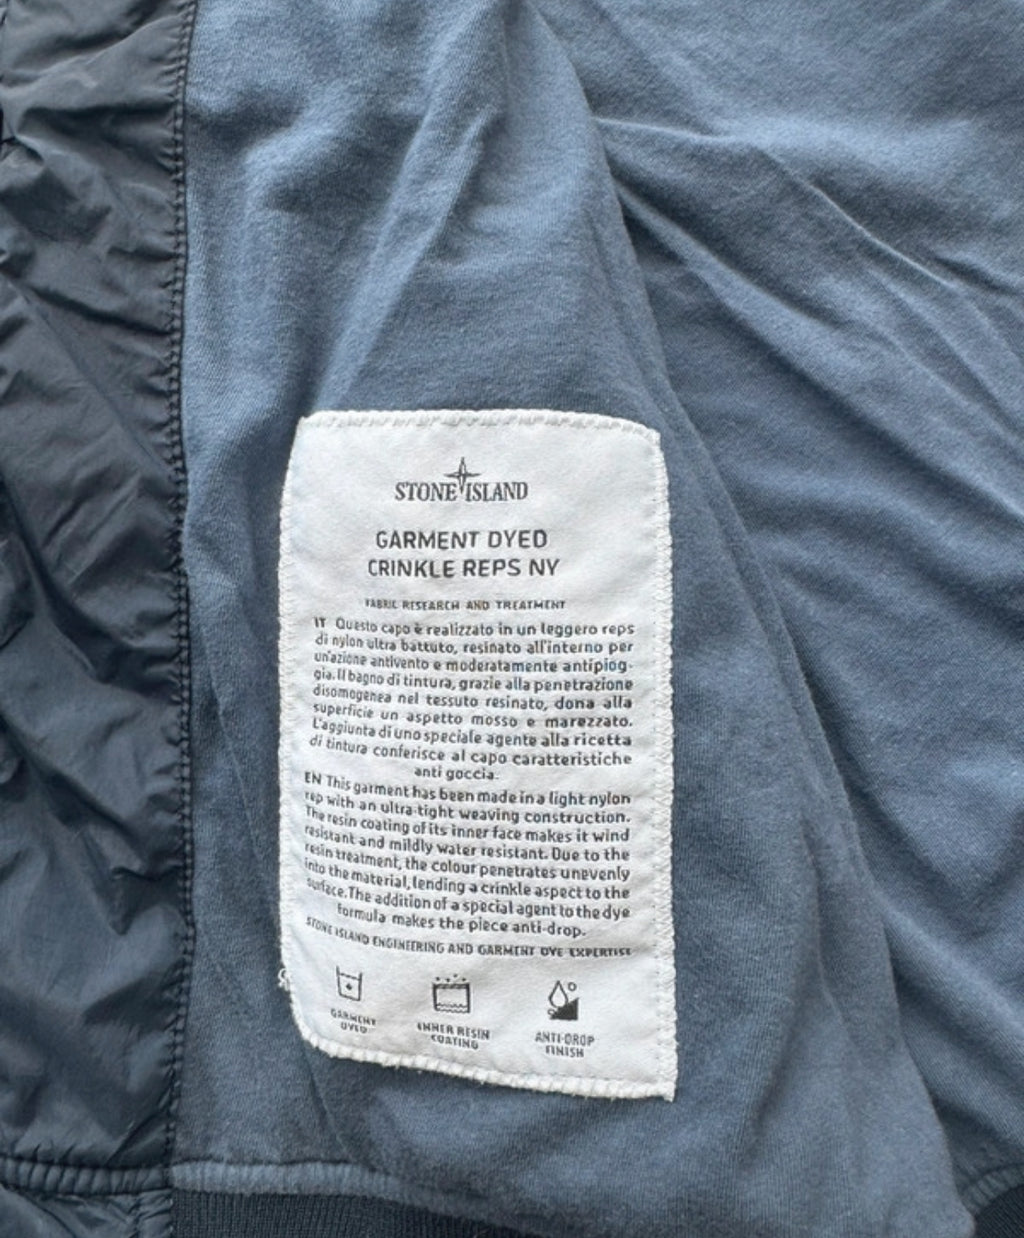 STONE ISLAND
GARMENT DYED
CRINKLE REPS NY
FABRIC RESEARCH AND TREATMENT
IT Questo capo è realizzato in un leggero reps
di nylon ultra battuto, resinato all'interno per
un'azione antivento e moderatamente antipiog-
gia. Il bagno di tintura, grazie alla penetrazione
disomogenea nel tessuto resinato, dona alla
superficie un aspetto mosso e marezzato.
L'aggiunta di uno speciale agente alla ricetta
di tintura conferisce al capo caratteristiche
anti goccia.
EN This garment has been made in a light nylon
rep with an ultra-tight weaving construction.
The resin coating of its inner face makes it wind
resistant and mildly water resistant. Due to the
resin treatment, the colour penetrates unevenly
into the material, lending a crinkle aspect to the
surface. The addition of a special agent to the dye
formula makes the piece anti-drop.
STONE ISLAND ENGINEERING AND GARMENT DYE EXPERTISE
GARMENT
DYED
INNER RESIN
COATING
ANTI-DROP
FINISH